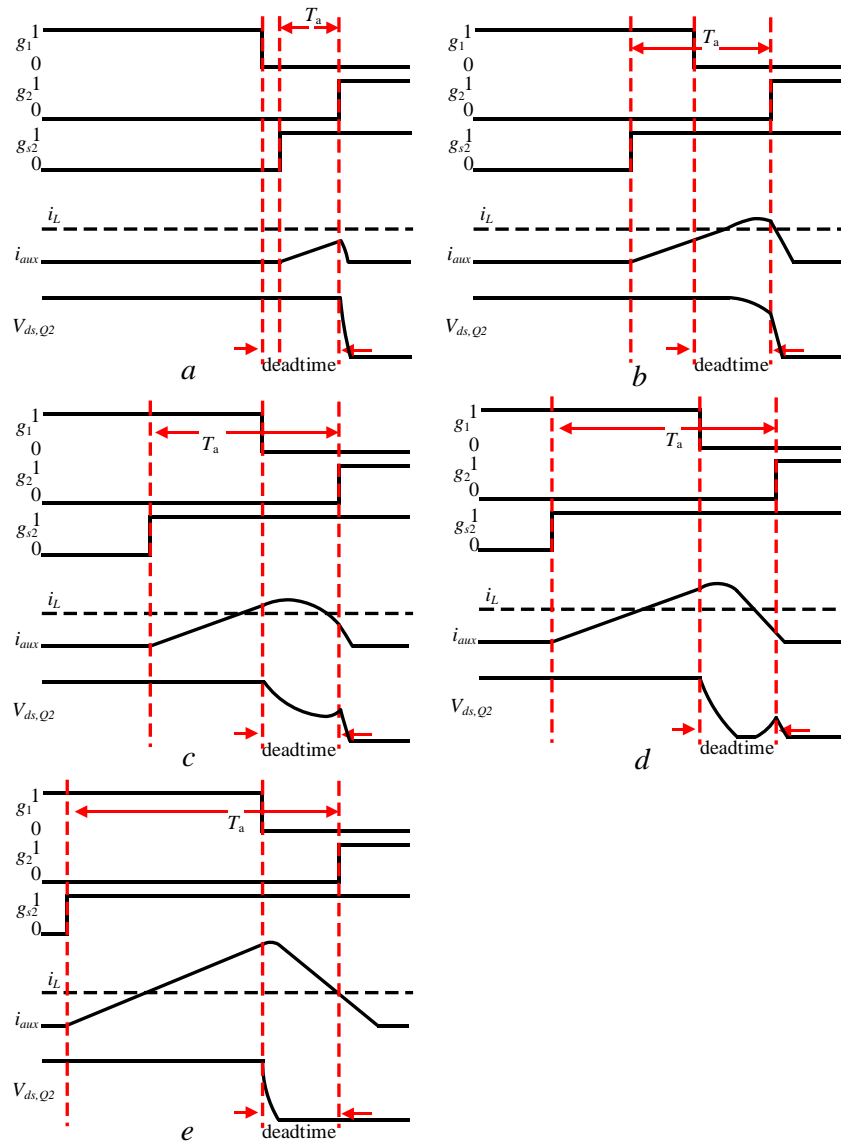 g1 1
0
Ta
g2 1
0
gs2 1
0
iL
iaux
Vds,Q2
deadtime
a
g1 1
0
Ta
g2 1
0
gs2 1
0
iL
iaux
Vds,Q2
deadtime
b
g1 1
0
Ta
g2 1
0
gs2 1
0
iL
iaux
Vds,Q2
deadtime
c
g1 1
0
Ta
g2 1
0
gs2 1
0
iL
iaux
Vds,Q2
deadtime
d
g1 1
0
Ta
g2 1
0
gs2 1
0
iL
iaux
Vds,Q2
deadtime
e